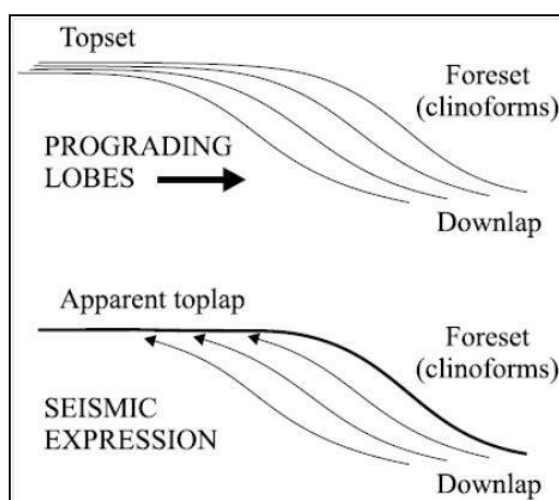 Topset
Foreset
(clinoforms)
PROGRADING
LOBES
Downlap
Apparent toplap
Foreset
(clinoforms)
SEISMIC
EXPRESSION
Downlap